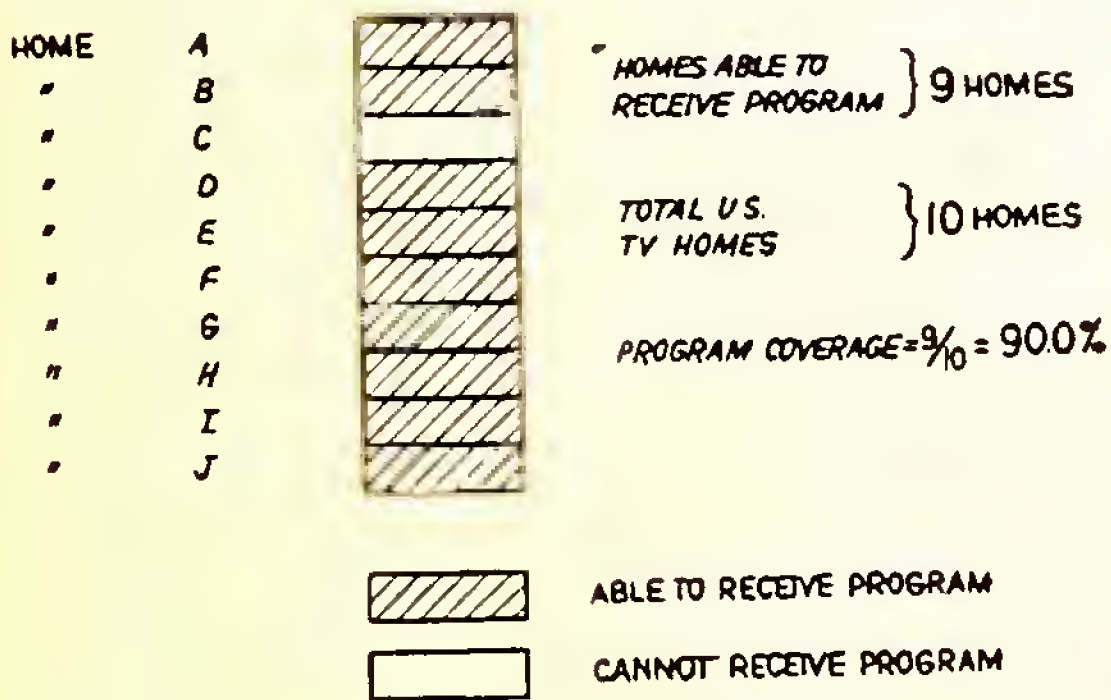 HOME A
" B
" C
" D
" E
" F
" G
" H
" I
" J
HOMES ABLE TO
RECEIVE PROGRAM } 9 HOMES
TOTAL U S.
TV HOMES } 10 HOMES
PROGRAM COVERAGE = 9/10 = 90.0%
ABLE TO RECEIVE PROGRAM
CANNOT RECEIVE PROGRAM